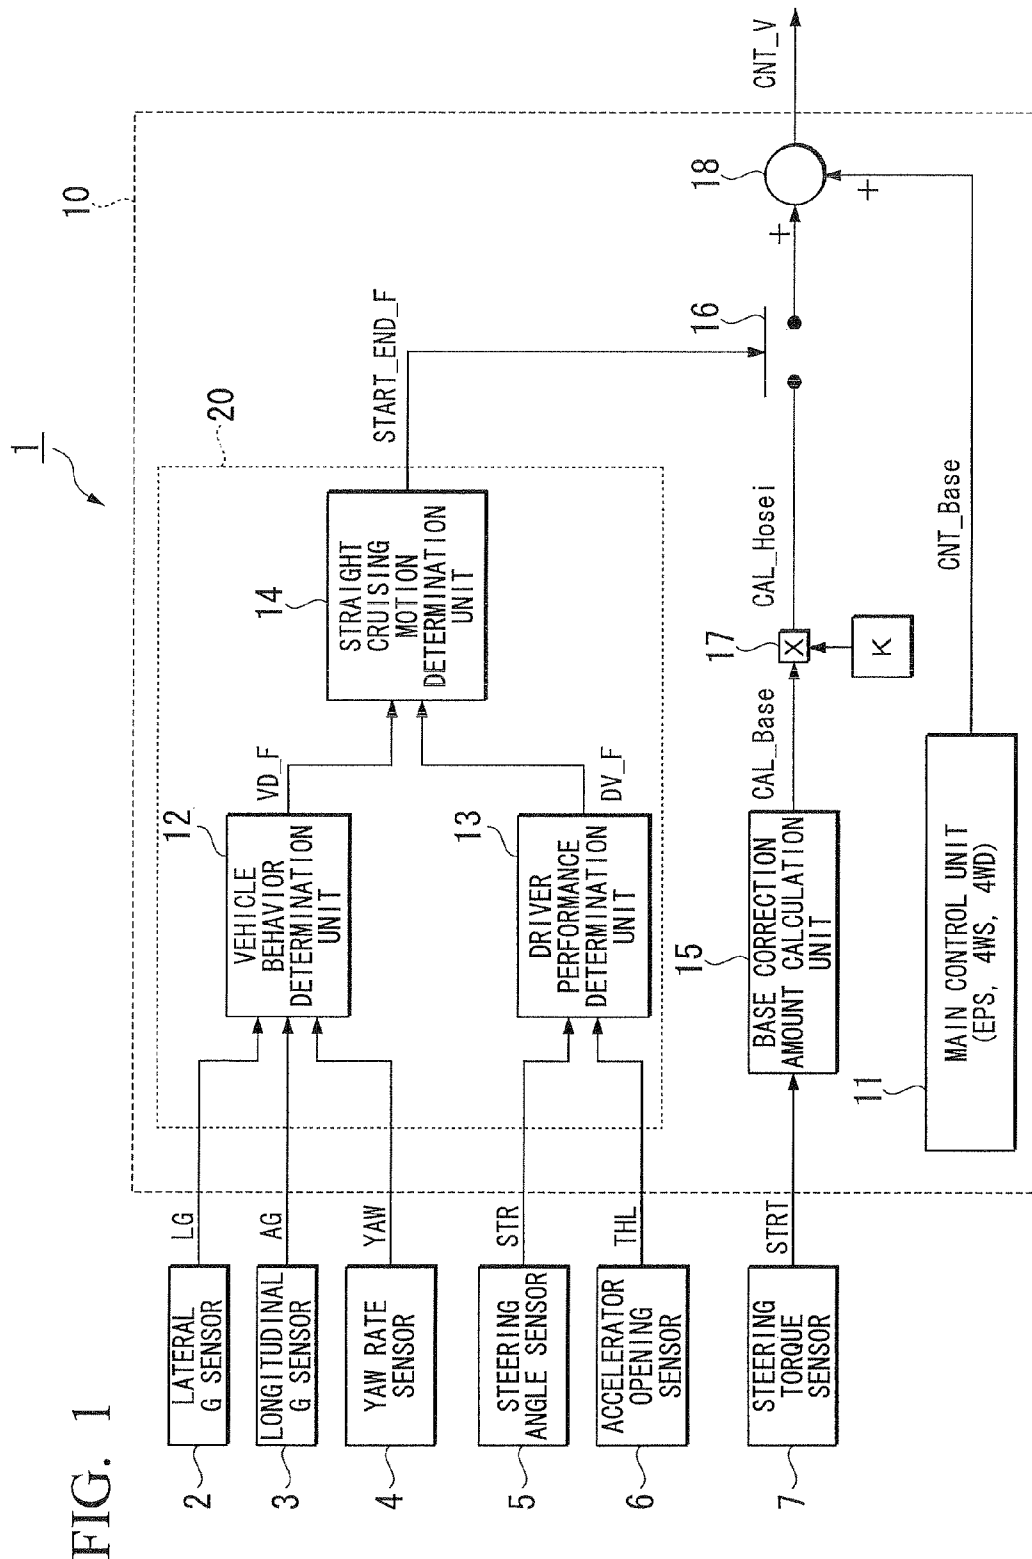 FIG. 1
1
10
20
2
LATERAL
G SENSOR
LG
3
LONGITUDINAL
G SENSOR
AG
4
YAW RATE
SENSOR
YAW
12
VEHICLE
BEHAVIOR
DETERMINATION
UNIT
VD_F
14
STRAIGHT
CRUISING
MOTION
DETERMINATION
UNIT
START_END_F
5
STEERING
ANGLE SENSOR
STR
6
ACCELERATOR
OPENING
SENSOR
THL
13
DRIVER
PERFORMANCE
DETERMINATION
UNIT
DV_F
7
STEERING
TORQUE
SENSOR
STRT
15
BASE CORRECTION
AMOUNT CALCULATION
UNIT
CAL_Base
17
X
K
CAL_Hosei
16
+
18
+
CNT_V
11
MAIN CONTROL UNIT
(EPS, 4WS, 4WD)
CNT_Base